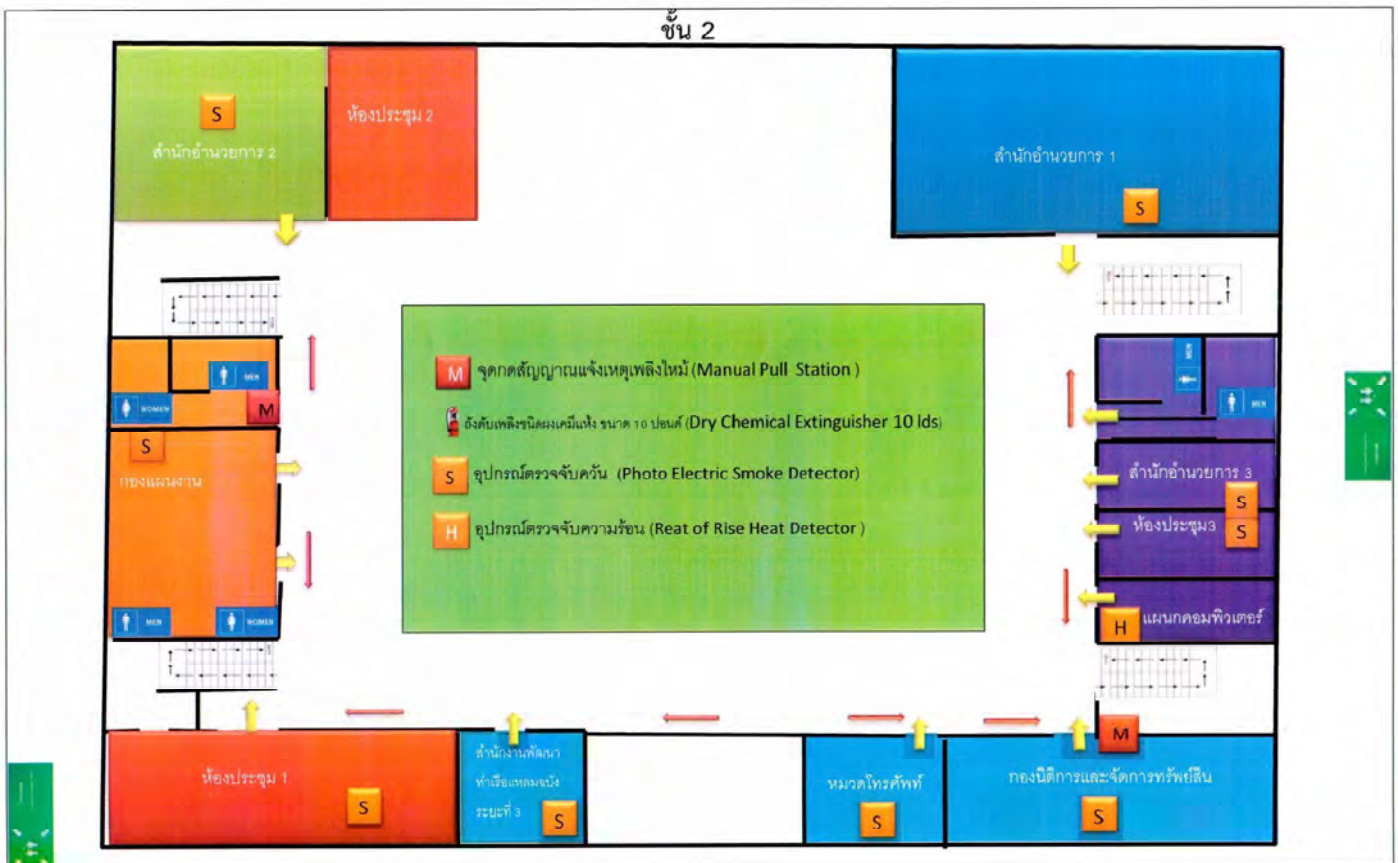 ชั้น 2
S
ห้องประชุม 2
สำนักอำนวยการ 2
สำนักอำนวยการ 1
S
M จุดกดสัญญาณแจ้งเหตุเพลิงไหม้ (Manual Pull Station )
ถังดับเพลิงชนิดผงเคมีแห้ง ขนาด 10 ปอนด์ (Dry Chemical Extinguisher 10 lds)
S อุปกรณ์ตรวจจับควัน (Photo Electric Smoke Detector)
H อุปกรณ์ตรวจจับความร้อน (Reat of Rise Heat Detector )
MEN
WOMEN
M
S
กองแผนงาน
MEN
WOMEN
MEN
MEN
สำนักอำนวยการ 3
S
ห้องประชุม3
S
แผนกคอมพิวเตอร์
H
M
ห้องประชุม 1
S
สำนักงานพัฒนา
ท่าเรือแหลมฉบัง
ระยะที่ 3
S
หมวดโทรศัพท์
S
กองนิติการและจัดการทรัพย์สิน
S